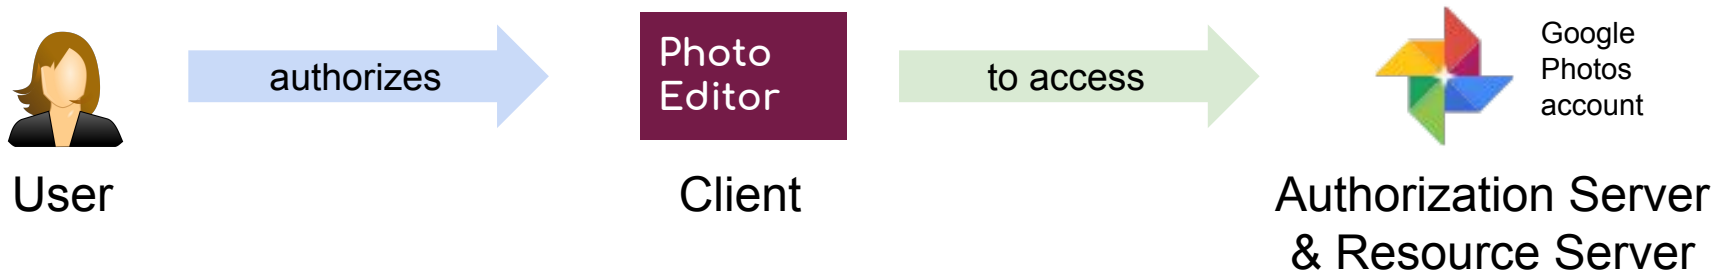 authorizes
Photo
Editor
to access
Google
Photos
account
User
Client
Authorization Server
& Resource Server